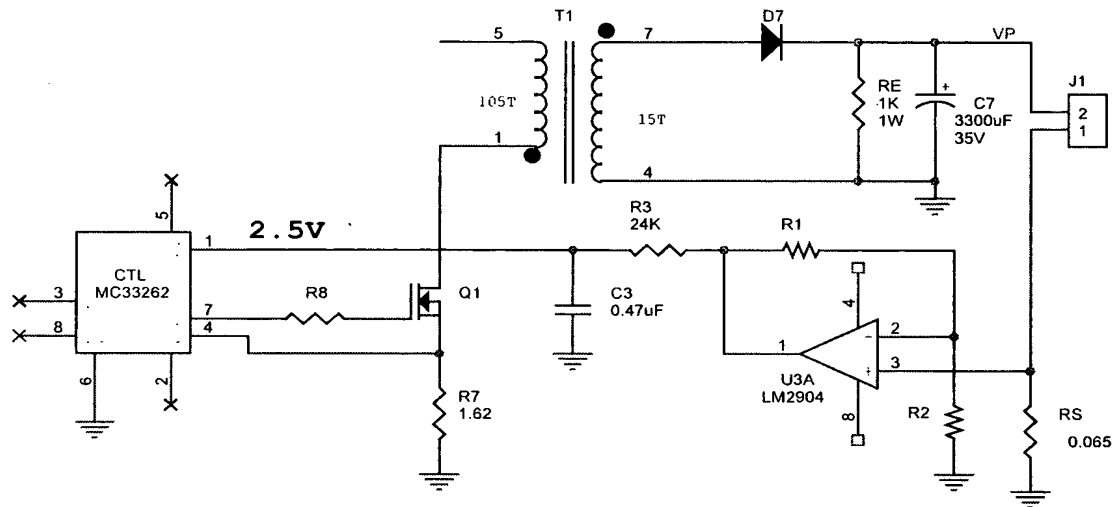 T1
D7
5
7
VP
105T
15T
RE
1K
1W
+
C7
3300uF
35V
J1
2
1
1
4
5
1
2.5V
R3
24K
R1
CTL
MC33262
3
8
7
4
6
2
R8
Q1
C3
0.47uF
4
1
-
2
+
3
U3A
LM2904
8
R7
1.62
R2
RS
0.065